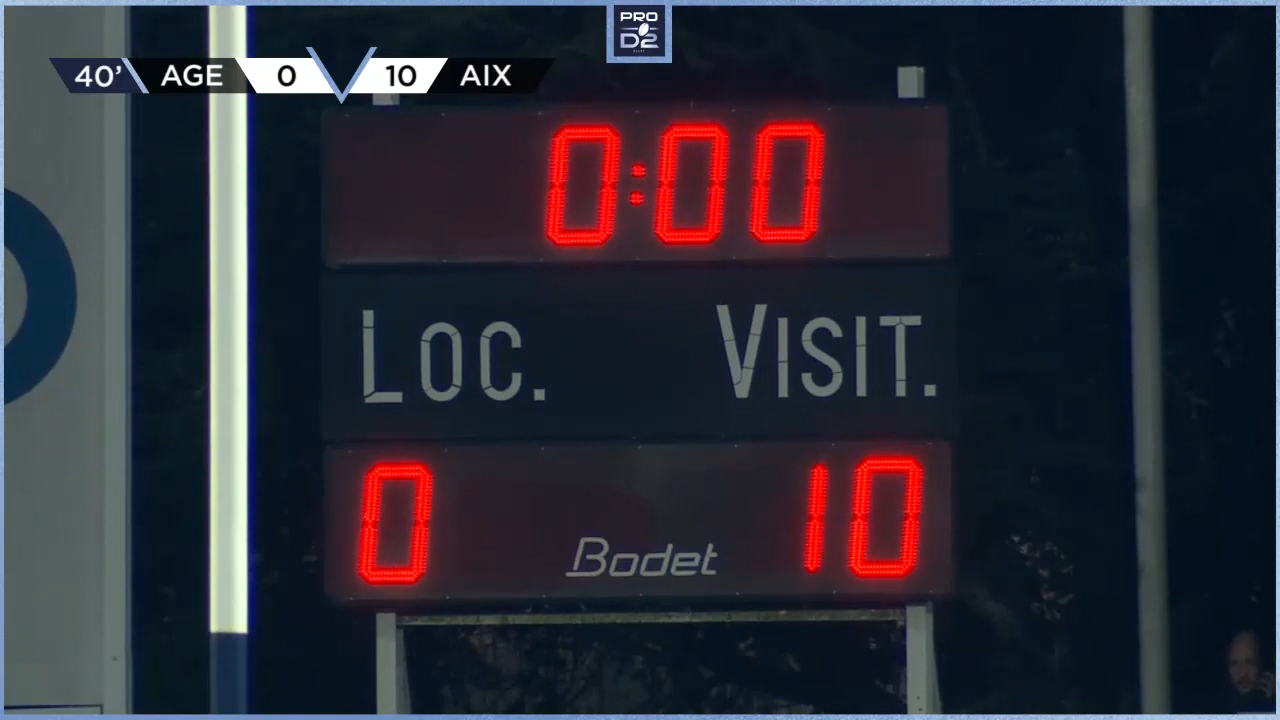 PRO
D2
40' AGE 0 10 AIX
0:00
LOC. VISIT.
0 10
Bodet